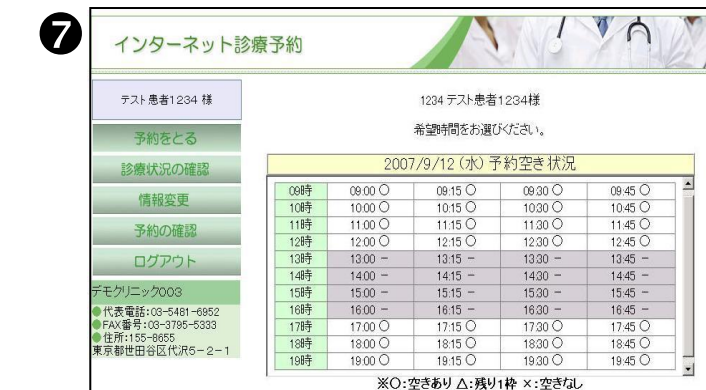 ❼
インターネット診療予約
テスト患者1234 様
予約をとる
診療状況の確認
情報変更
予約の確認
ログアウト
デモクリニック003
●代表電話:03-5481-6952
●FAX番号:03-3795-5333
●住所:155-8655
東京都世田谷区代沢5-2-1
1234 テスト患者1234様
希望時間をお選びください。
2007/9/12 (水) 予約空き状況
09時 09:00 ○ 09:15 ○ 09:30 ○ 09:45 ○
10時 10:00 ○ 10:15 ○ 10:30 ○ 10:45 ○
11時 11:00 ○ 11:15 ○ 11:30 ○ 11:45 ○
12時 12:00 ○ 12:15 ○ 12:30 ○ 12:45 ○
13時 13:00 − 13:15 − 13:30 − 13:45 −
14時 14:00 − 14:15 − 14:30 − 14:45 −
15時 15:00 − 15:15 − 15:30 − 15:45 −
16時 16:00 − 16:15 − 16:30 − 16:45 −
17時 17:00 ○ 17:15 ○ 17:30 ○ 17:45 ○
18時 18:00 ○ 18:15 ○ 18:30 ○ 18:45 ○
19時 19:00 ○ 19:15 ○ 19:30 ○ 19:45 ○
※○:空きあり △:残り1枠 ×:空きなし